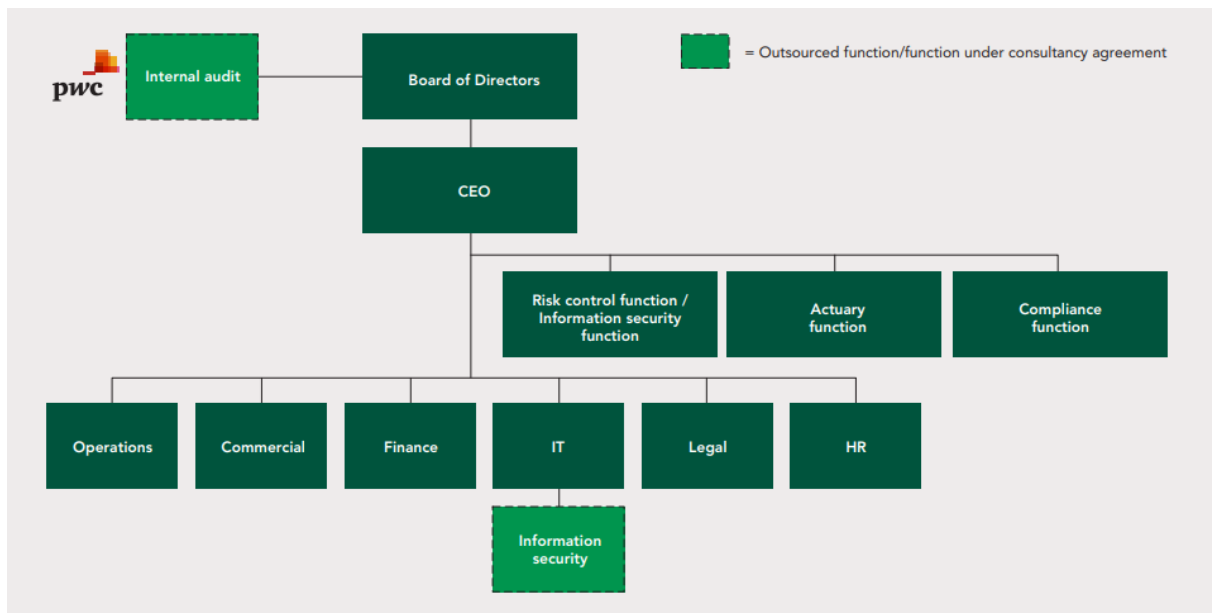 pwc
Internal audit
Board of Directors
= Outsourced function/function under consultancy agreement
CEO
Risk control function /
Information security
function
Actuary
function
Compliance
function
Operations
Commercial
Finance
IT
Legal
HR
Information
security